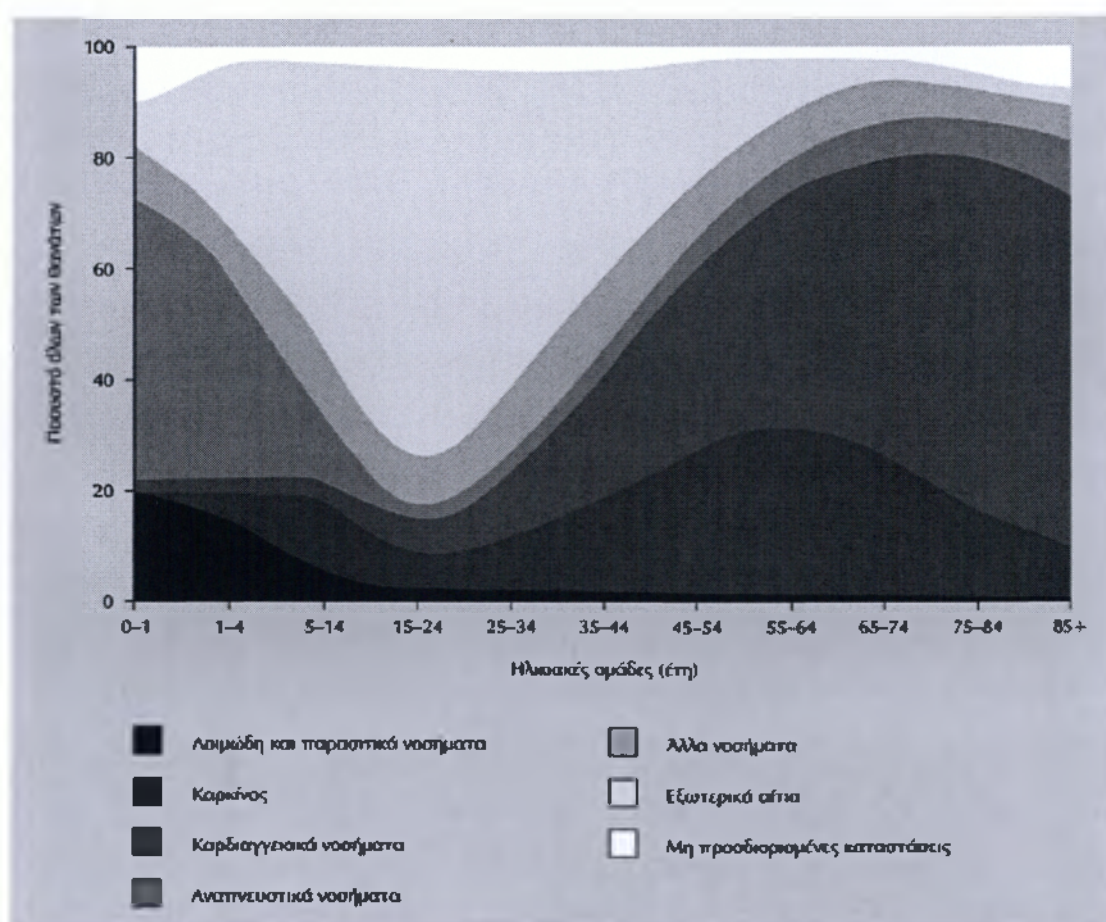 100
80
60
40
20
0
Ποσοστό όλων των θανάτων
0–1 1–4 5–14 15–24 25–34 35–44 45–54 55–64 65–74 75–84 85+
Ηλικιακές ομάδες (έτη)
Λοιμώδη και παρασιτικά νοσήματα
Καρκίνος
Καρδιαγγειακά νοσήματα
Αναπνευστικά νοσήματα
Άλλα νοσήματα
Εξωτερικά αίτια
Μη προσδιορισμένες καταστάσεις